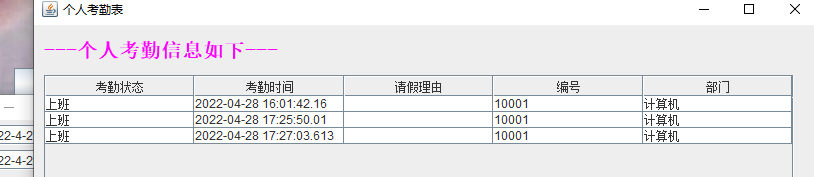 个人考勤表
---个人考勤信息如下---
考勤状态 考勤时间 请假理由 编号 部门
上班 2022-04-28 16:01:42.16 10001 计算机
上班 2022-04-28 17:25:50.01 10001 计算机
上班 2022-04-28 17:27:03.613 10001 计算机
22-4-2
22-4-2